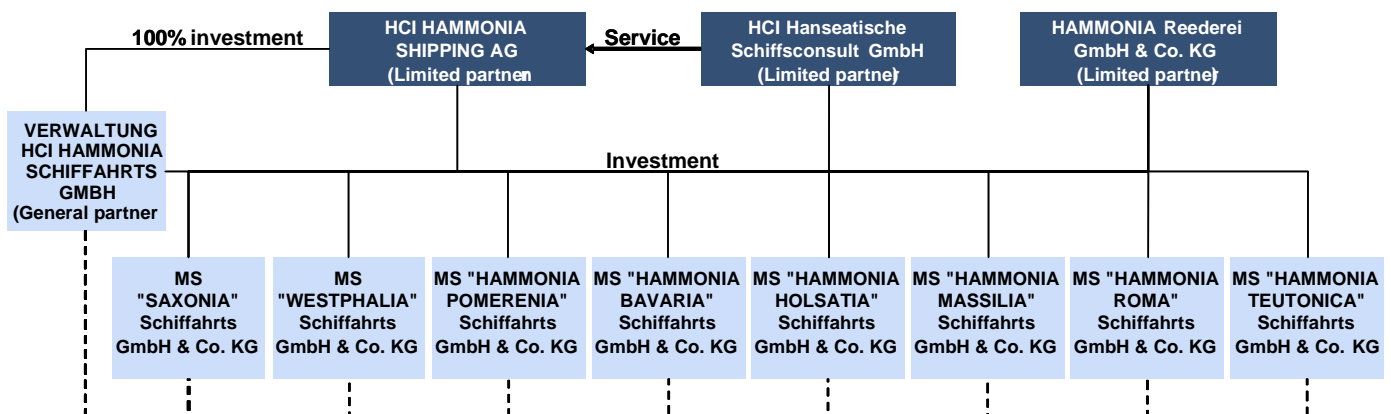 100% investment
HCI HAMMONIA
SHIPPING AG
(Limited partner)
Service
HCI Hanseatische
Schiffsconsult GmbH
(Limited partner)
HAMMONIA Reederei
GmbH & Co. KG
(Limited partner)
VERWALTUNG
HCI HAMMONIA
SCHIFFAHRTS
GMBH
(General partner
Investment
MS
"SAXONIA"
Schiffahrts
GmbH & Co. KG
MS
"WESTPHALIA"
Schiffahrts
GmbH & Co. KG
MS "HAMMONIA
POMERENIA"
Schiffahrts
GmbH & Co. KG
MS "HAMMONIA
BAVARIA"
Schiffahrts
GmbH & Co. KG
MS "HAMMONIA
HOLSATIA"
Schiffahrts
GmbH & Co. KG
MS "HAMMONIA
MASSILIA"
Schiffahrts
GmbH & Co. KG
MS "HAMMONIA
ROMA"
Schiffahrts
GmbH & Co. KG
MS "HAMMONIA
TEUTONICA"
Schiffahrts
GmbH & Co. KG